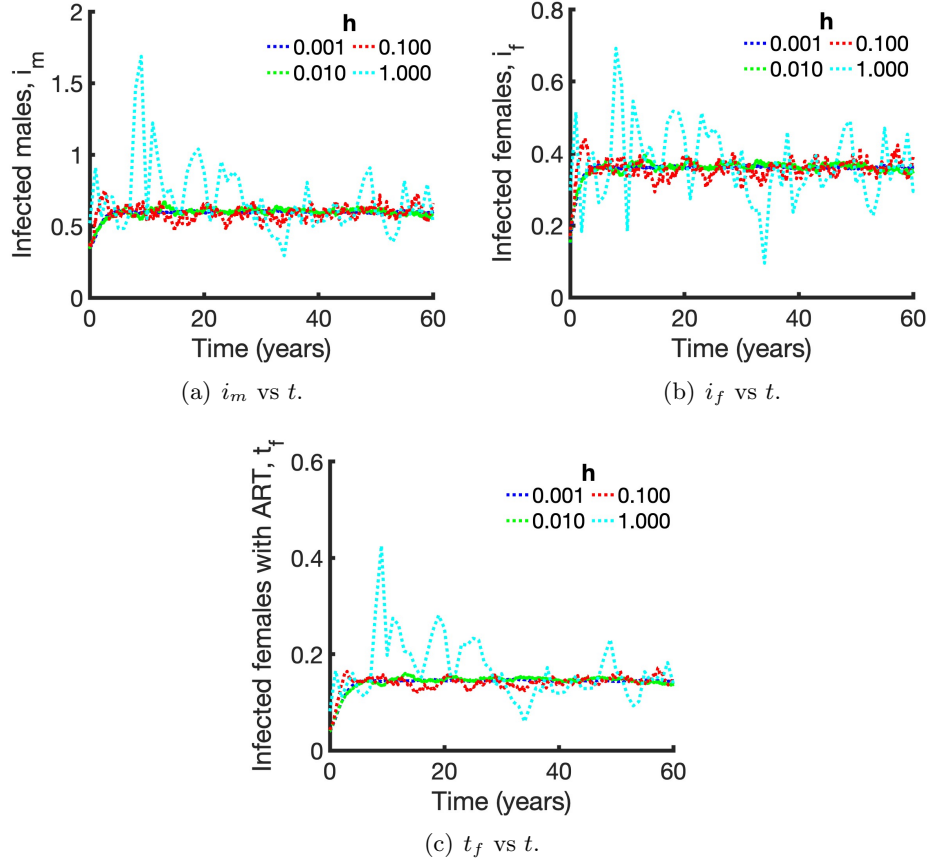 Infected males, i_m
2
1.5
1
0.5
0
0 20 40 60
Time (years)
h
0.001 0.100
0.010 1.000
(a) i_m vs t.
Infected females, i_f
0.8
0.6
0.4
0.2
0
0 20 40 60
Time (years)
h
0.001 0.100
0.010 1.000
(b) i_f vs t.
Infected females with ART, t_f
0.6
0.4
0.2
0
0 20 40 60
Time (years)
h
0.001 0.100
0.010 1.000
(c) t_f vs t.